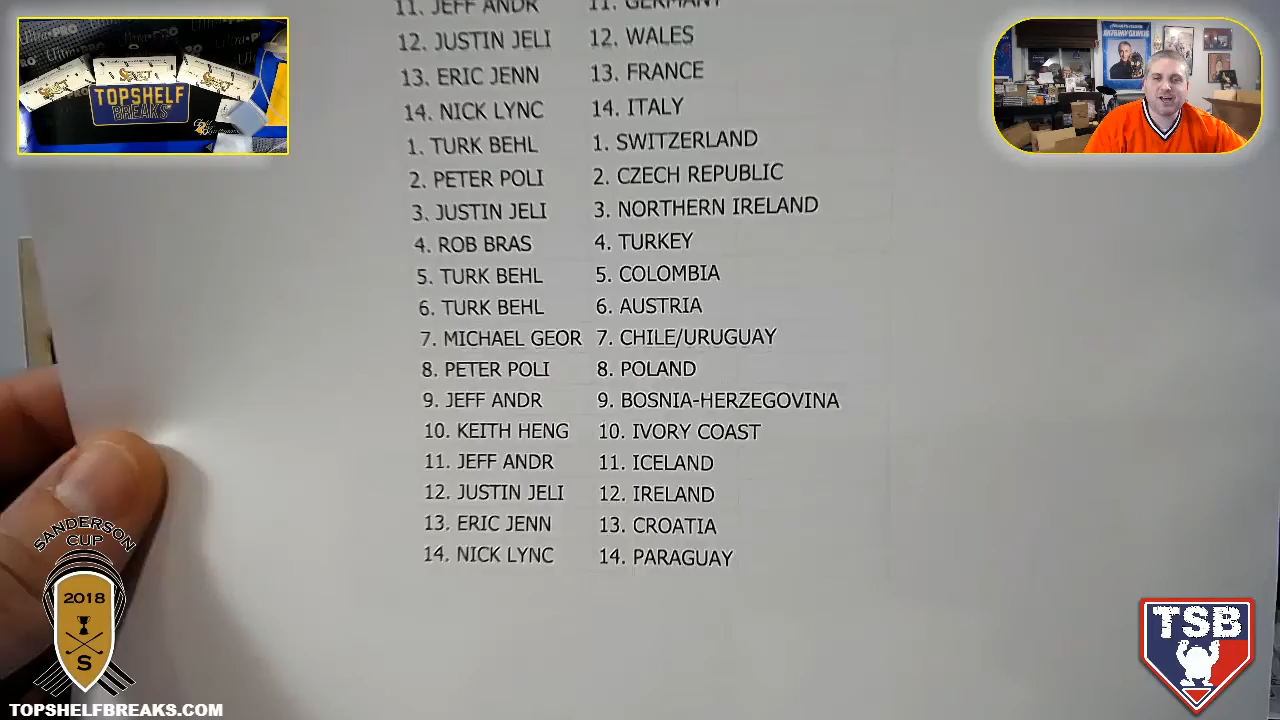 11. JEFF ANDR 11. GERMANY
12. JUSTIN JELI 12. WALES
13. ERIC JENN 13. FRANCE
14. NICK LYNC 14. ITALY
1. TURK BEHL 1. SWITZERLAND
2. PETER POLI 2. CZECH REPUBLIC
3. JUSTIN JELI 3. NORTHERN IRELAND
4. ROB BRAS 4. TURKEY
5. TURK BEHL 5. COLOMBIA
6. TURK BEHL 6. AUSTRIA
7. MICHAEL GEOR 7. CHILE/URUGUAY
8. PETER POLI 8. POLAND
9. JEFF ANDR 9. BOSNIA-HERZEGOVINA
10. KEITH HENG 10. IVORY COAST
11. JEFF ANDR 11. ICELAND
12. JUSTIN JELI 12. IRELAND
13. ERIC JENN 13. CROATIA
14. NICK LYNC 14. PARAGUAY
TOPSHELF
BREAKS
SANDERSON
CUP
2018
S
TOPSHELFBREAKS.COM
TSB